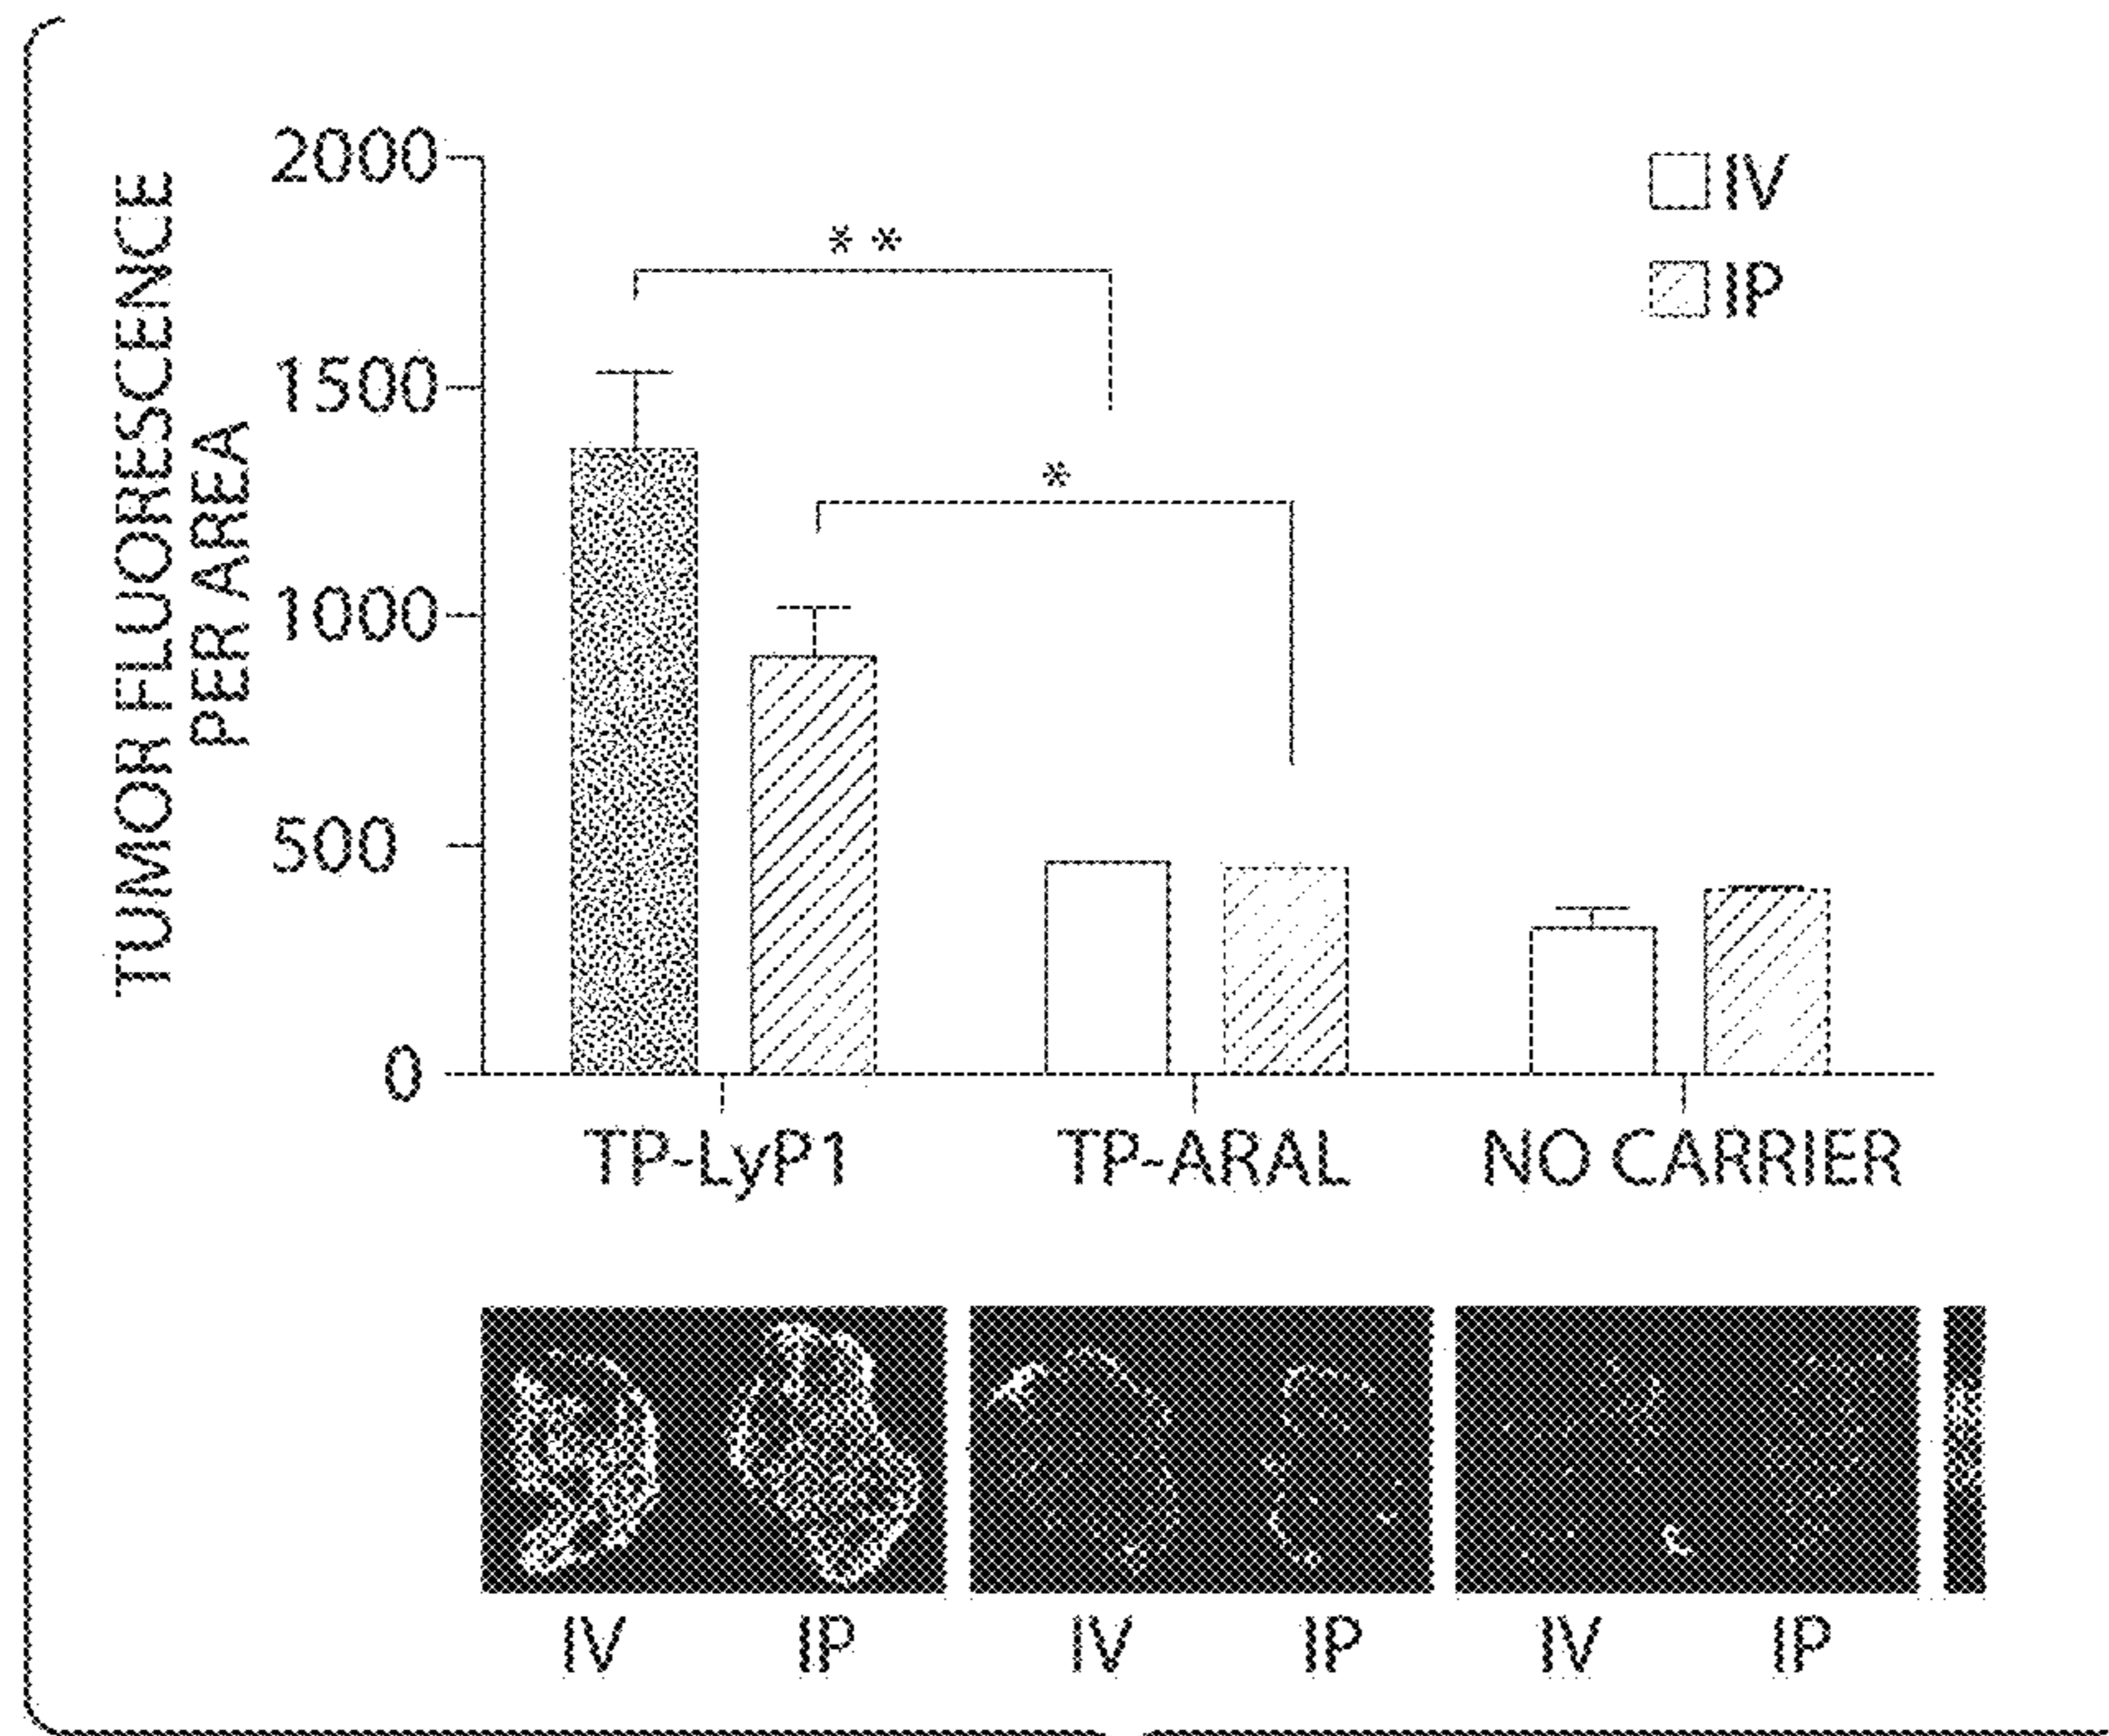 TUMOR FLUORESCENCE
PER AREA
2000
1500
1000
500
0
* *
*
IV
IP
TP-LyP1 TP-ARAL NO CARRIER
IV IP IV IP IV IP